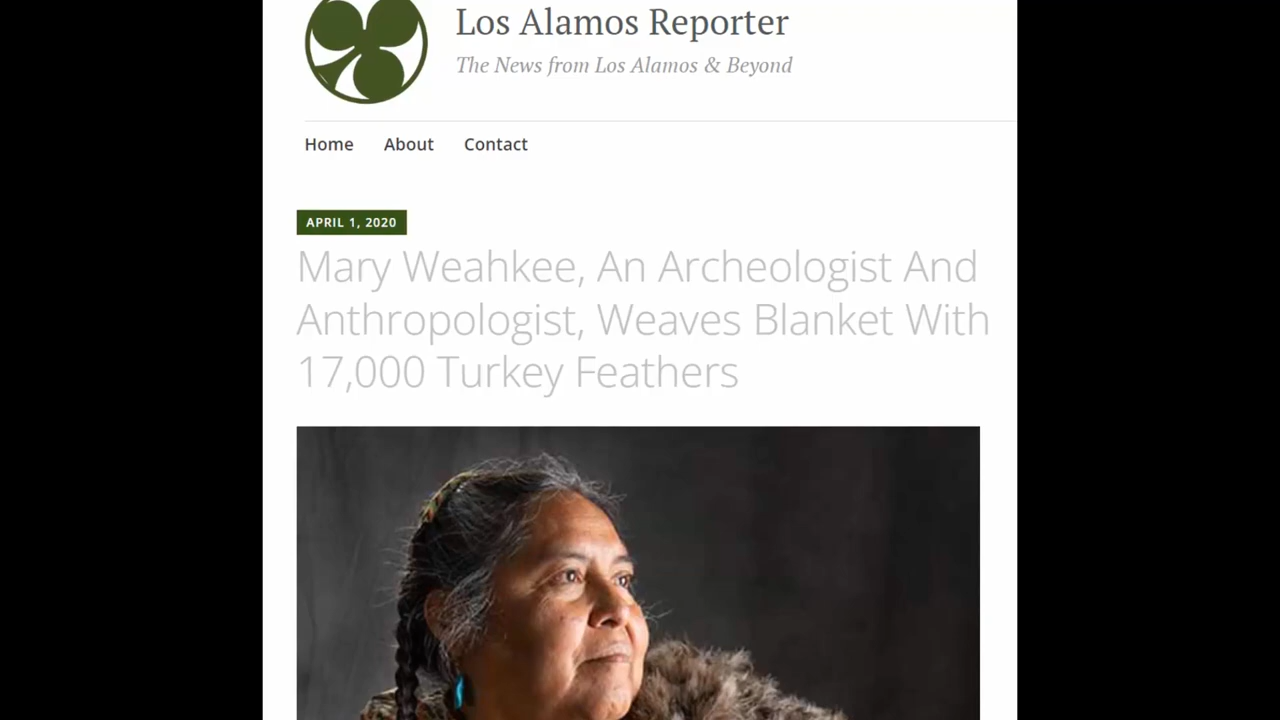 Los Alamos Reporter
The News from Los Alamos & Beyond
Home About Contact
APRIL 1, 2020
Mary Weahkee, An Archeologist And
Anthropologist, Weaves Blanket With
17,000 Turkey Feathers